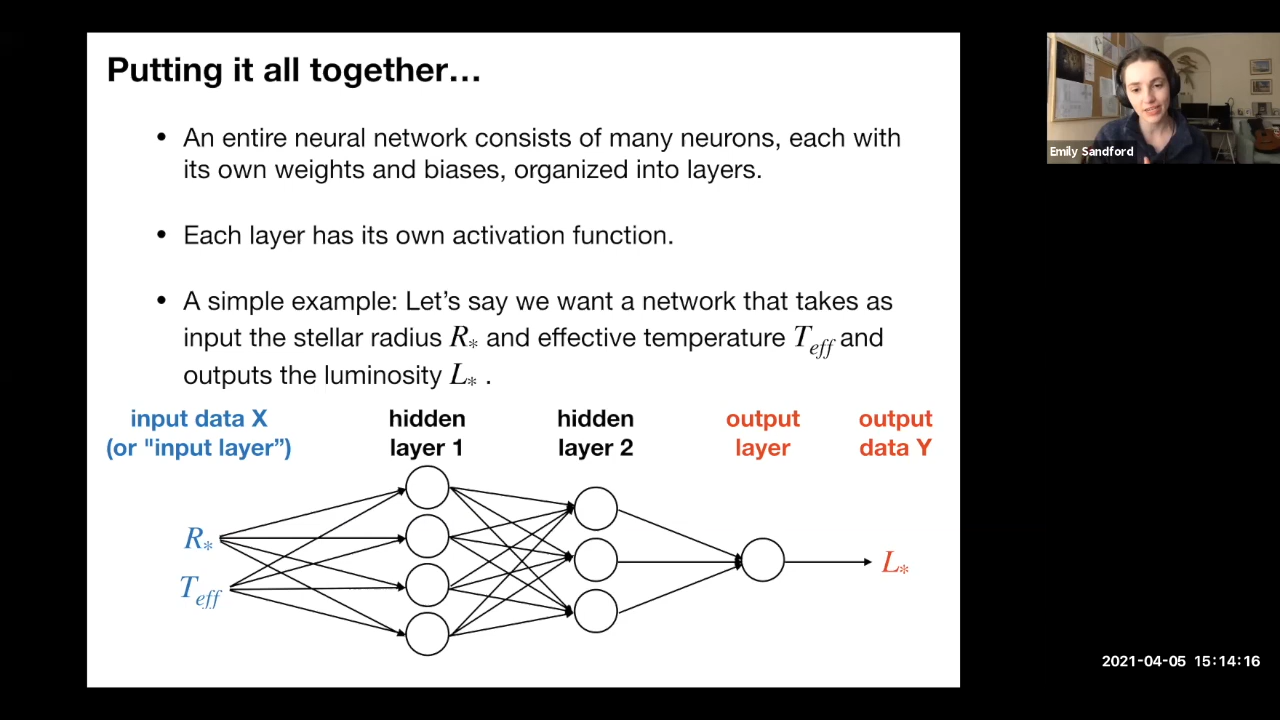 Putting it all together…
• An entire neural network consists of many neurons, each with
its own weights and biases, organized into layers.
• Each layer has its own activation function.
• A simple example: Let’s say we want a network that takes as
input the stellar radius R* and effective temperature Teff and
outputs the luminosity L* .
input data X
(or "input layer”)
hidden
layer 1
hidden
layer 2
output
layer
output
data Y
R*
Teff
L*
Emily Sandford
2021-04-05 15:14:16